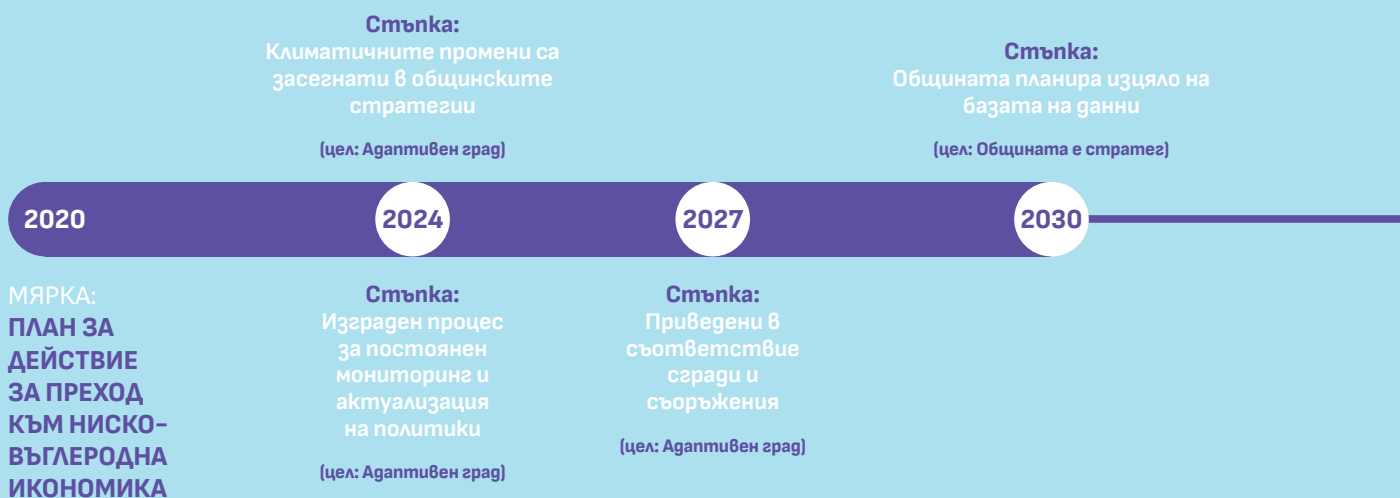 Стъпка:
Климатичните промени са
засегнати в общинските
стратегии
(цел: Адаптивен град)
Стъпка:
Общината планира изцяло на
базата на данни
(цел: Общината е стратег)
2020
2024
2027
2030
МЯРКА:
ПЛАН ЗА
ДЕЙСТВИЕ
ЗА ПРЕХОД
КЪМ НИСКО-
ВЪГЛЕРОДНА
ИКОНОМИКА
Стъпка:
Изграден процес
за постоянен
мониторинг и
актуализация
на политики
(цел: Адаптивен град)
Стъпка:
Приведени в
съответствие
сгради и
съоръжения
(цел: Адаптивен град)